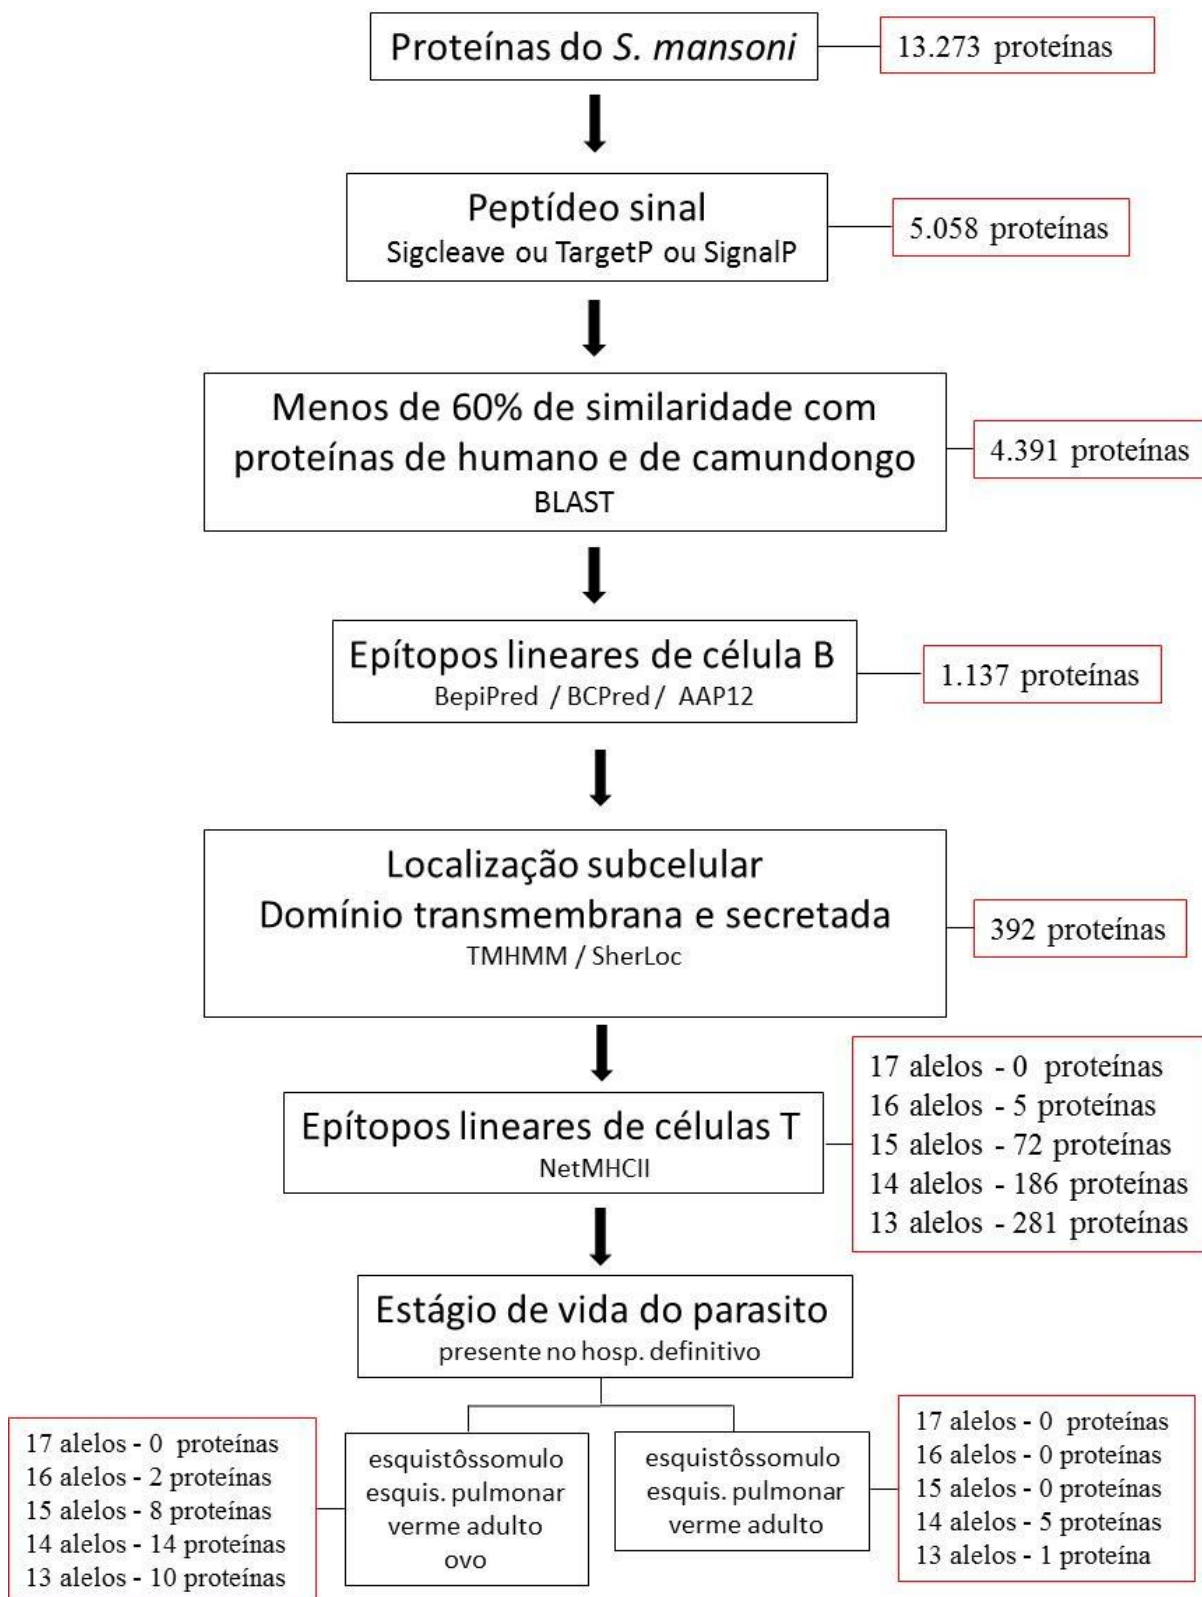 Proteínas do S. mansoni
13.273 proteínas
Peptídeo sinal
Sigcleave ou TargetP ou SignalP
5.058 proteínas
Menos de 60% de similaridade com
proteínas de humano e de camundongo
BLAST
4.391 proteínas
Epítopos lineares de célula B
BepiPred / BCPred / AAP12
1.137 proteínas
Localização subcelular
Domínio transmembrana e secretada
TMHMM / SherLoc
392 proteínas
Epítopos lineares de células T
NetMHCII
17 alelos - 0 proteínas
16 alelos - 5 proteínas
15 alelos - 72 proteínas
14 alelos - 186 proteínas
13 alelos - 281 proteínas
Estágio de vida do parasito
presente no hosp. definitivo
17 alelos - 0 proteínas
16 alelos - 2 proteínas
15 alelos - 8 proteínas
14 alelos - 14 proteínas
13 alelos - 10 proteínas
esquistôssomulo
esquis. pulmonar
verme adulto
ovo
esquistôssomulo
esquis. pulmonar
verme adulto
17 alelos - 0 proteínas
16 alelos - 0 proteínas
15 alelos - 0 proteínas
14 alelos - 5 proteínas
13 alelos - 1 proteína